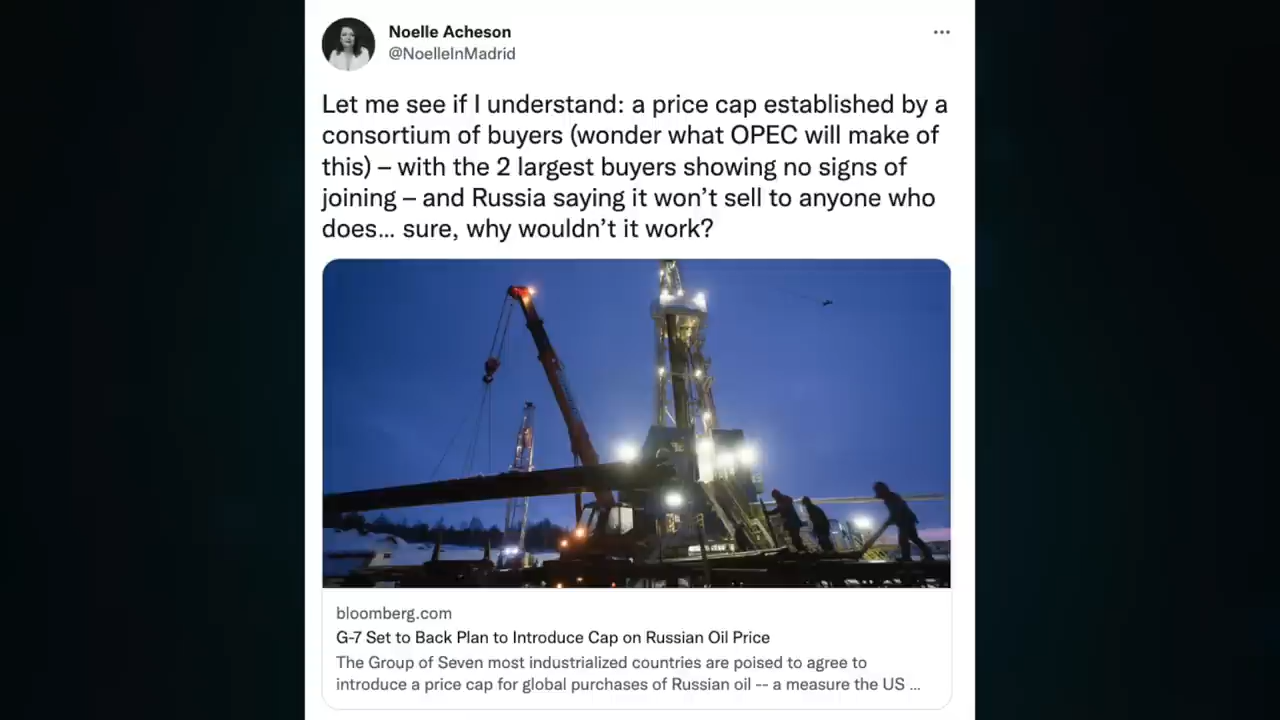 Noelle Acheson
@NoelleInMadrid
Let me see if I understand: a price cap established by a
consortium of buyers (wonder what OPEC will make of
this) – with the 2 largest buyers showing no signs of
joining – and Russia saying it won’t sell to anyone who
does... sure, why wouldn’t it work?
bloomberg.com
G-7 Set to Back Plan to Introduce Cap on Russian Oil Price
The Group of Seven most industrialized countries are poised to agree to
introduce a price cap for global purchases of Russian oil -- a measure the US ...